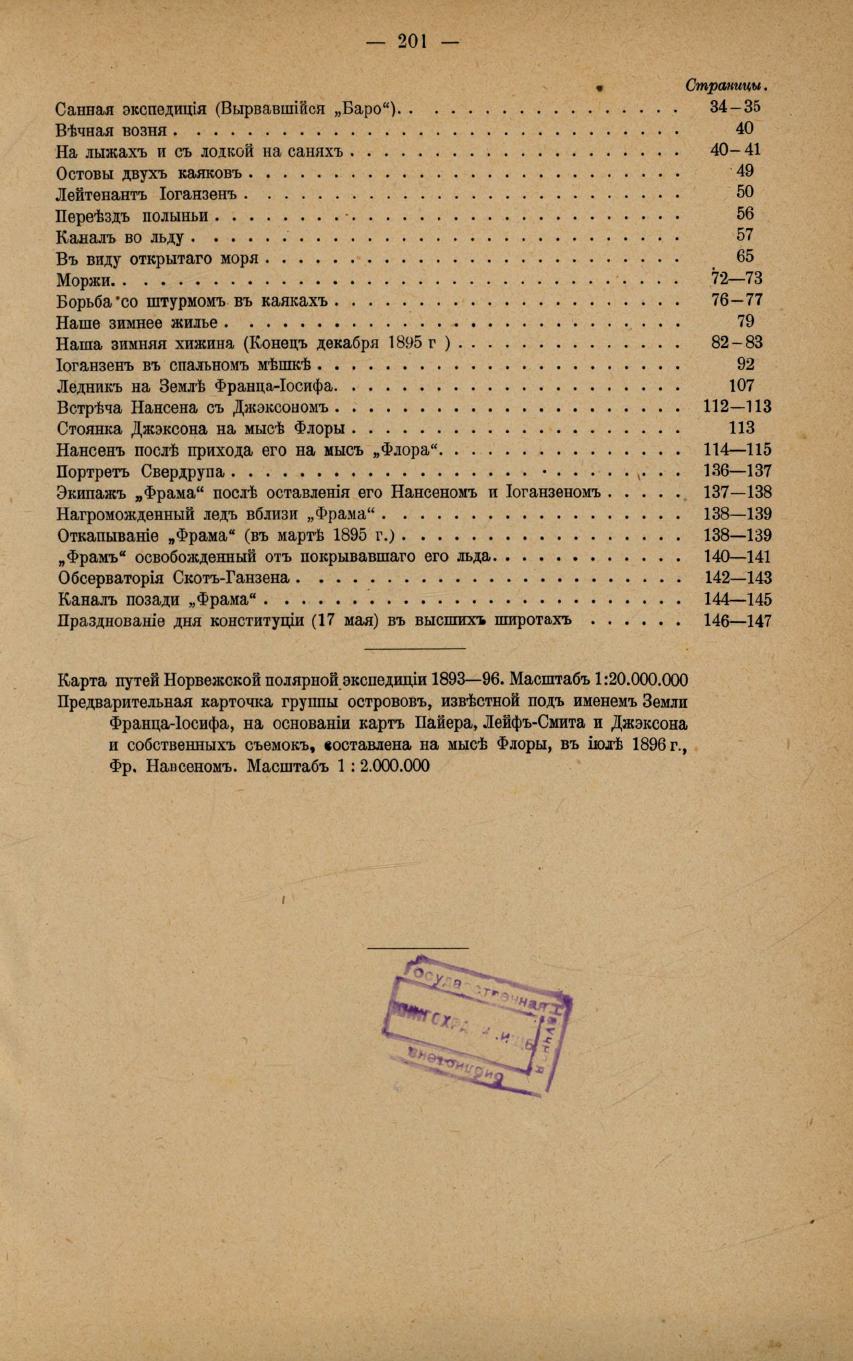 — 201 —
Страницы.
Санная экспедиція (Вырвавшійся „Баро“). . . . . . . . . . . . . . . . 34–35
Вѣчная возня . . . . . . . . . . . . . . . . . . . . . . . . . 40
На лыжахъ и съ лодкой на саняхъ . . . . . . . . . . . . . . . . 40–41
Остовы двухъ каяковъ . . . . . . . . . . . . . . . . . . . . . 49
Лейтенантъ Іоганзенъ . . . . . . . . . . . . . . . . . . . . . 50
Переѣздъ полыньи . . . . . . . . . . . . . . . . . . . . . . . 56
Каналъ во льду . . . . . . . . . . . . . . . . . . . . . . . . 57
Въ виду открытаго моря . . . . . . . . . . . . . . . . . . . . 65
Моржи. . . . . . . . . . . . . . . . . . . . . . . . . . . . 72—73
Борьба со штурмомъ въ каякахъ . . . . . . . . . . . . . . . . . 76–77
Наше зимнее жилье . . . . . . . . . . . . . . . . . . . . . . 79
Наша зимняя хижина (Конецъ декабря 1895 г ) . . . . . . . . . . . 82–83
Іоганзенъ въ спальномъ мѣшкѣ . . . . . . . . . . . . . . . . . . 92
Ледникъ на Землѣ Франца-Іосифа. . . . . . . . . . . . . . . . . 107
Встрѣча Нансена съ Джэксономъ . . . . . . . . . . . . . . . . . 112—113
Стоянка Джэксона на мысѣ Флоры . . . . . . . . . . . . . . . . 113
Нансенъ послѣ прихода его на мысъ „Флора“. . . . . . . . . . . . 114—115
Портретъ Свердрупа . . . . . . . . . . . . . . . . . . . . . . 136—137
Экипажъ „Фрама“ послѣ оставленія его Нансеномъ и Іоганзеномъ . . . . . 137—138
Нагроможденный ледъ вблизи „Фрама“ . . . . . . . . . . . . . . . 138—139
Откапываніе „Фрама“ (въ мартѣ 1895 г.) . . . . . . . . . . . . . . 138—139
„Фрамъ“ освобожденный отъ покрывавшаго его льда. . . . . . . . . . 140—141
Обсерваторія Скотъ-Ганзена . . . . . . . . . . . . . . . . . . . 142—143
Каналъ позади „Фрама“ . . . . . . . . . . . . . . . . . . . . . 144—145
Празднованіе дня конституціи (17 мая) въ высшихъ широтахъ . . . . . . 146—147
Карта путей Норвежской полярной экспедиціи 1893—96. Масштабъ 1:20.000.000
Предварительная карточка группы острововъ, извѣстной подъ именемъ Земли
Франца-Іосифа, на основаніи картъ Пайера, Лейфъ-Смита и Джэксона
и собственныхъ съемокъ, составлена на мысѣ Флоры, въ іюлѣ 1896 г.,
Фр. Нансеномъ. Масштабъ 1 : 2.000.000